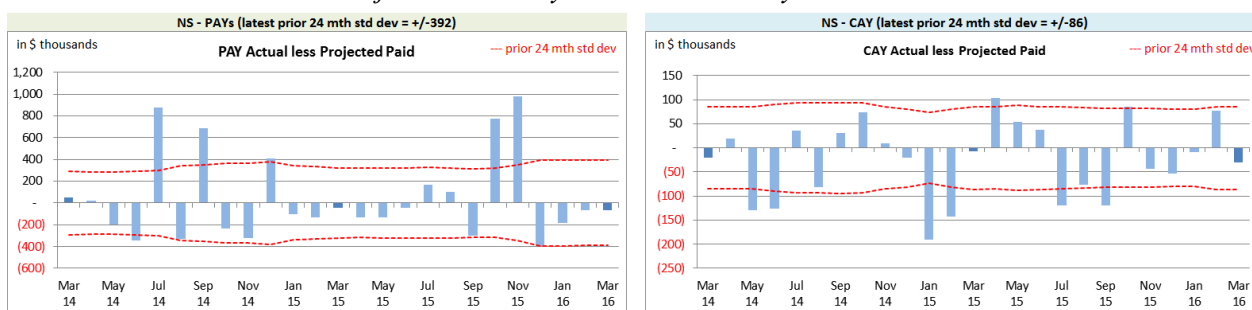 NS - PAYs (latest prior 24 mth std dev = +/-392)
in $ thousands
PAY Actual less Projected Paid
--- prior 24 mth std dev
1,200
1,000
800
600
400
200
-
(200)
(400)
(600)
Mar May Jul Sep Nov Jan Mar May Jul Sep Nov Jan Mar
14 14 14 14 14 15 15 15 15 15 15 16 16
NS - CAY (latest prior 24 mth std dev = +/-86)
in $ thousands
CAY Actual less Projected Paid
--- prior 24 mth std dev
150
100
50
-
(50)
(100)
(150)
(200)
(250)
Mar May Jul Sep Nov Jan Mar May Jul Sep Nov Jan Mar
14 14 14 14 14 15 15 15 15 15 15 16 16